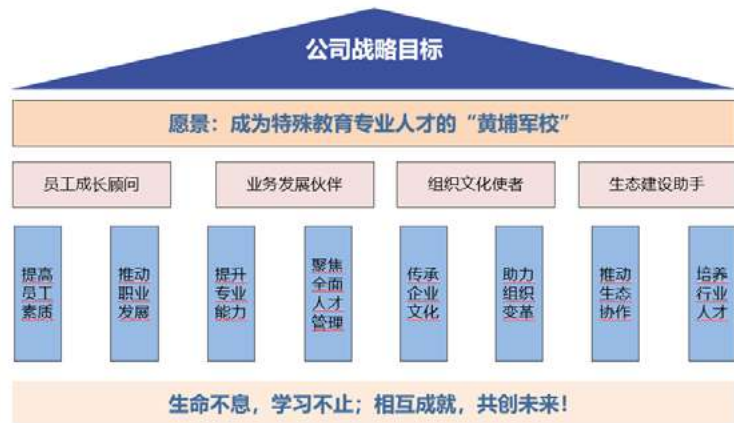 公司战略目标
愿景：成为特殊教育专业人才的“黄埔军校”
员工成长顾问
业务发展伙伴
组织文化使者
生态建设助手
提高
员工
素质
推动
职业
发展
提升
专业
能力
聚焦
全面
人才
管理
传承
企业
文化
助力
组织
变革
推动
生态
协作
培养
行业
人才
生命不息，学习不止；相互成就，共创未来！